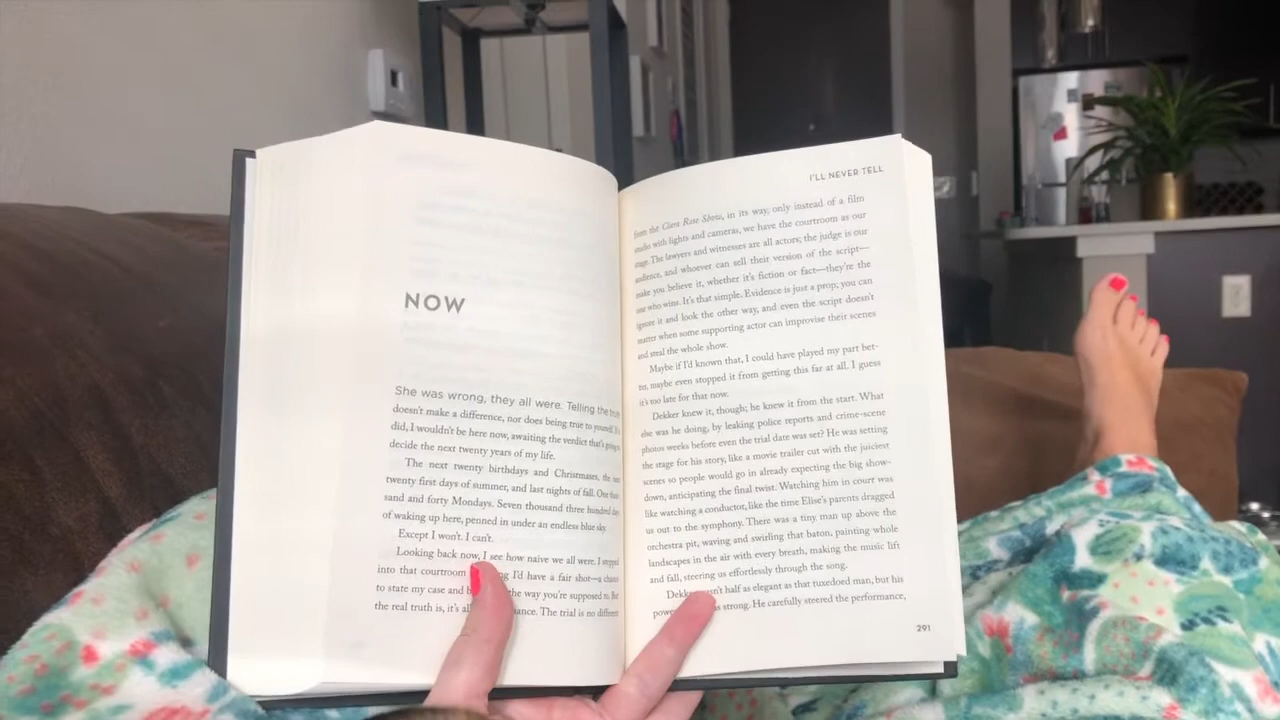 NOW
She was wrong, they all were. Telling the truth
doesn't make a difference, nor does being true to yourself. If it
did, I wouldn't be here now, awaiting the verdict that's going to
decide the next twenty years of my life.
The next twenty birthdays and Christmases, the
twenty first days of summer, and last nights of fall. One thou-
sand and forty Mondays. Seven thousand three hundred days
of waking up here, penned in under an endless blue sky.
Except I won't. I can't.
Looking back now, I see how naive we all were. I stepped
into that courtroom I'd have a fair shot—a chance
to state my case and the way you're supposed to. But
the real truth is, it's all The trial is no different
I'LL NEVER TELL
from the Clara Rose Show, in its way, only instead of a film
studio with lights and cameras, we have the courtroom as our
stage. The lawyers and witnesses are all actors; the judge is our
audience, and whoever can sell their version of the script—
make you believe it, whether it's fiction or fact—they're the
one who wins. It's that simple. Evidence is just a prop; you can
ignore it and look the other way, and even the script doesn't
matter when some supporting actor can improvise their scenes
and steal the whole show.
Maybe if I'd known that, I could have played my part bet-
ter, maybe even stopped it from getting this far at all. I guess
it's too late for that now.
Dekker knew it, though; he knew it from the start. What
else was he doing, by leaking police reports and crime-scene
photos weeks before even the trial date was set? He was setting
the stage for his story, like a movie trailer cut with the juiciest
scenes so people would go in already expecting the big show-
down, anticipating the final twist. Watching him in court was
like watching a conductor, like the time Elise's parents dragged
us out to the symphony. There was a tiny man up above the
orchestra pit, waving and swirling that baton, painting whole
landscapes in the air with every breath, making the music lift
and fall, steering us effortlessly through the song.
Dekker wasn't half as elegant as that tuxedoed man, but his
power was strong. He carefully steered the performance,
291